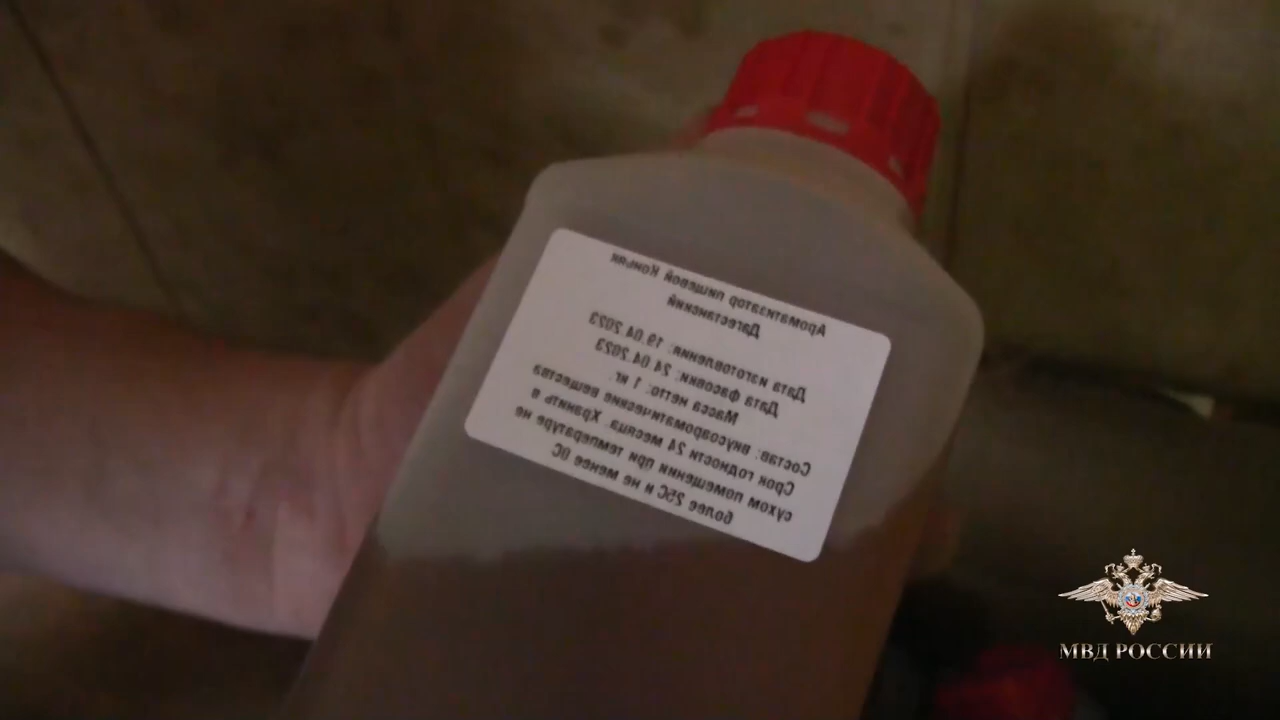 Ароматизатор пищевой Коньяк
Дагестанский
Дата изготовления: 19.04.2023
Дата фасовки: 24.04.2023
Масса нетто: 1 кг.
Состав: вкусоароматические вещества
Срок годности 24 месяца. Хранить в
сухом помещении при температуре не
более 25С и не менее 0С
МВД РОССИИ